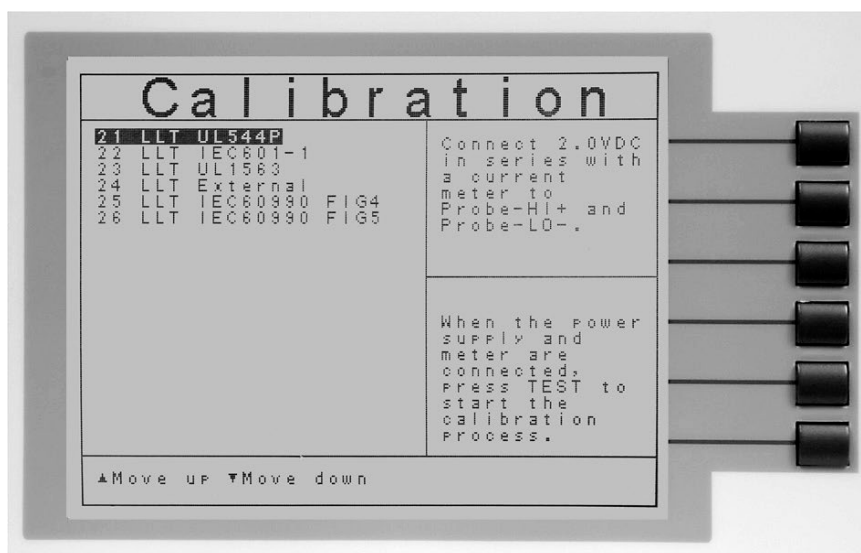 Calibration
21 LLT UL544P
22 LLT IEC601-1
23 LLT UL1563
24 LLT External
25 LLT IEC60990 FIG4
26 LLT IEC60990 FIG5
Connect 2.0VDC
in series with
a current
meter to
Probe-HI+ and
Probe-LO-.
When the power
supply and
meter are
connected,
press TEST to
start the
calibration
process.
▲Move up ▼Move down